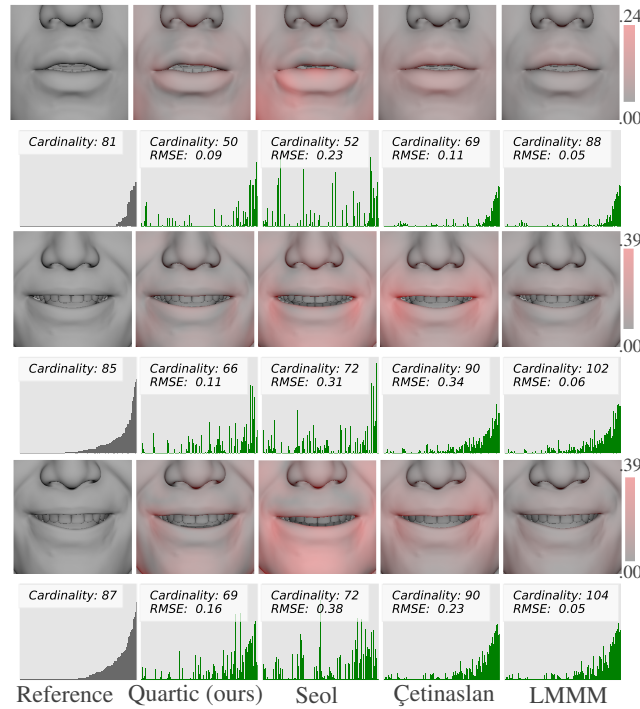 .24
.00
Cardinality: 81
Cardinality: 50
RMSE: 0.09
Cardinality: 52
RMSE: 0.23
Cardinality: 69
RMSE: 0.11
Cardinality: 88
RMSE: 0.05
.39
.00
Cardinality: 85
Cardinality: 66
RMSE: 0.11
Cardinality: 72
RMSE: 0.31
Cardinality: 90
RMSE: 0.34
Cardinality: 102
RMSE: 0.06
.39
.00
Cardinality: 87
Cardinality: 69
RMSE: 0.16
Cardinality: 72
RMSE: 0.38
Cardinality: 90
RMSE: 0.23
Cardinality: 104
RMSE: 0.05
Reference
Quartic (ours)
Seol
Çetinaslan
LMMM